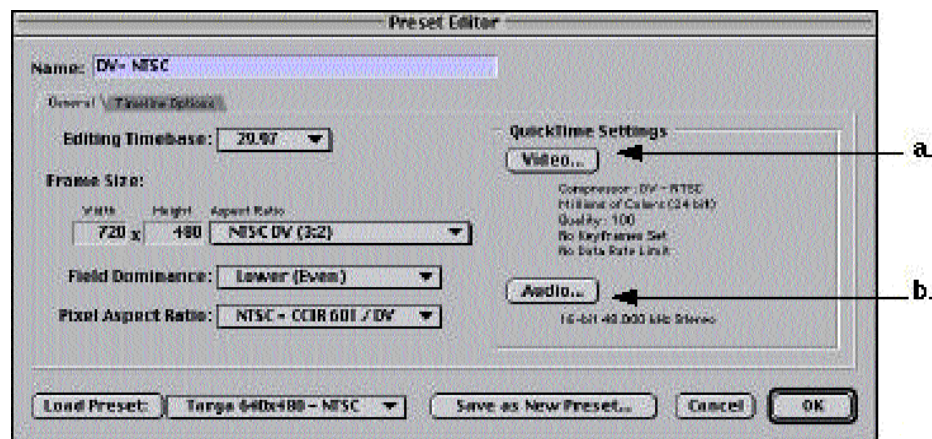 Preset Editor
Name: DV- NTSC
General Timeline Options
Editing Timebase: 29.97
QuickTime Settings
a.
Video...
Compressor: DV - NTSC
Millions of Colors (24 bit)
Quality: 100
No Keyframes Set
No Data Rate Limit
Frame Size:
Width Height Aspect Ratio
720 x 480 NTSC DV (3:2)
Field Dominance: Lower (Even)
Audio...
b.
16-bit 48.000 kHz Stereo
Pixel Aspect Ratio: NTSC - CCIR 601 / DV
Load Preset: Targa 640x480 - NTSC Save as New Preset... Cancel OK